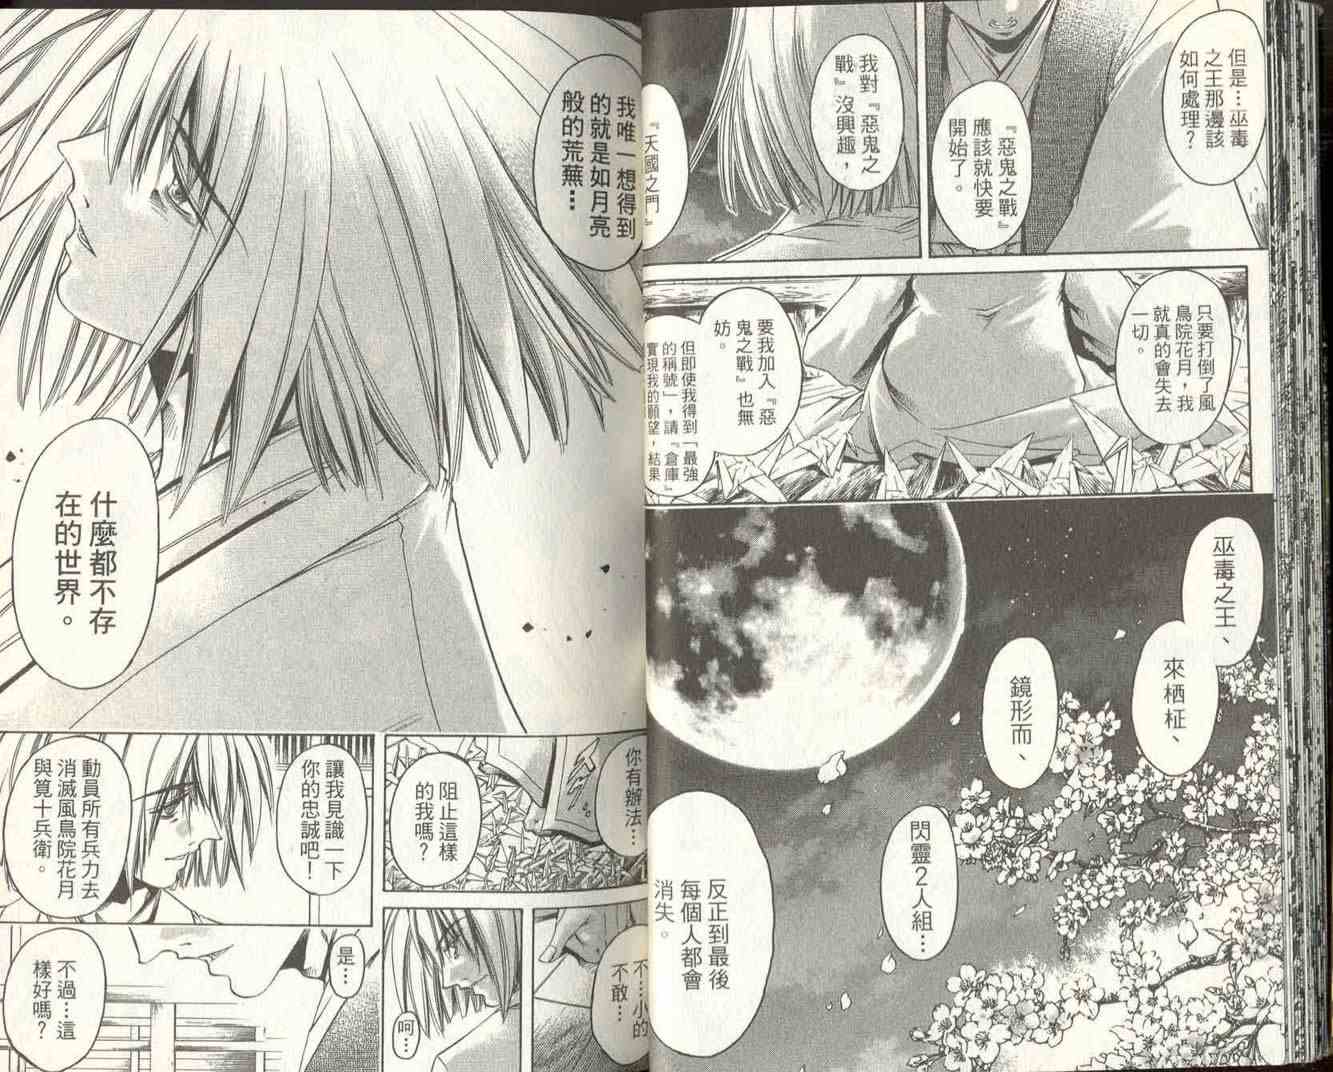 但是…巫毒
之王那邊該
如何處理？
『惡鬼之戰』
應該就快要
開始了。
我對『惡鬼之
戰』沒興趣，
『天國之門』
只要打倒了風
鳥院花月，我
就真的會失去
一切。
要我加入『惡
鬼之戰』也無
妨。
但即使我得到「最強
的稱號」，請『倉庫』
實現我的願望，結果
巫毒之王、
來栖柾、
鏡形而、
閃靈2人組…
反正到最後
每個人都會
消失。
我唯一想得到
的就是如月亮
般的荒蕪…
什麼都不存
在的世界。
你有辦法…
阻止這樣
的我嗎？
不…小的
不敢…
呵…
讓我見識一下
你的忠誠吧！
動員所有兵力去
消滅風鳥院花月
與筧十兵衛。
是…
不過…這
樣好嗎？